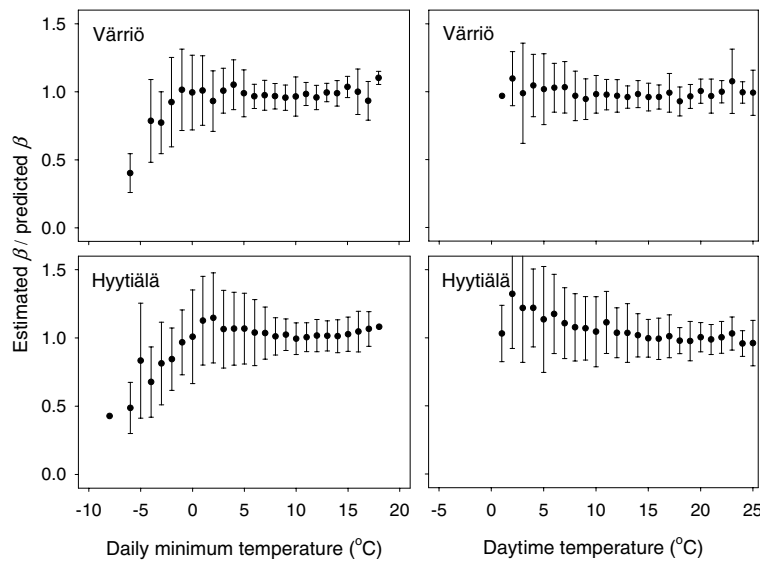 Estimated β / predicted β
1.5
1.0
0.5
0.0
Värriö
Värriö
1.5
1.0
0.5
0.0
Hyytiälä
Hyytiälä
-10 -5 0 5 10 15 20
-5 0 5 10 15 20 25
Daily minimum temperature (°C)
Daytime temperature (°C)